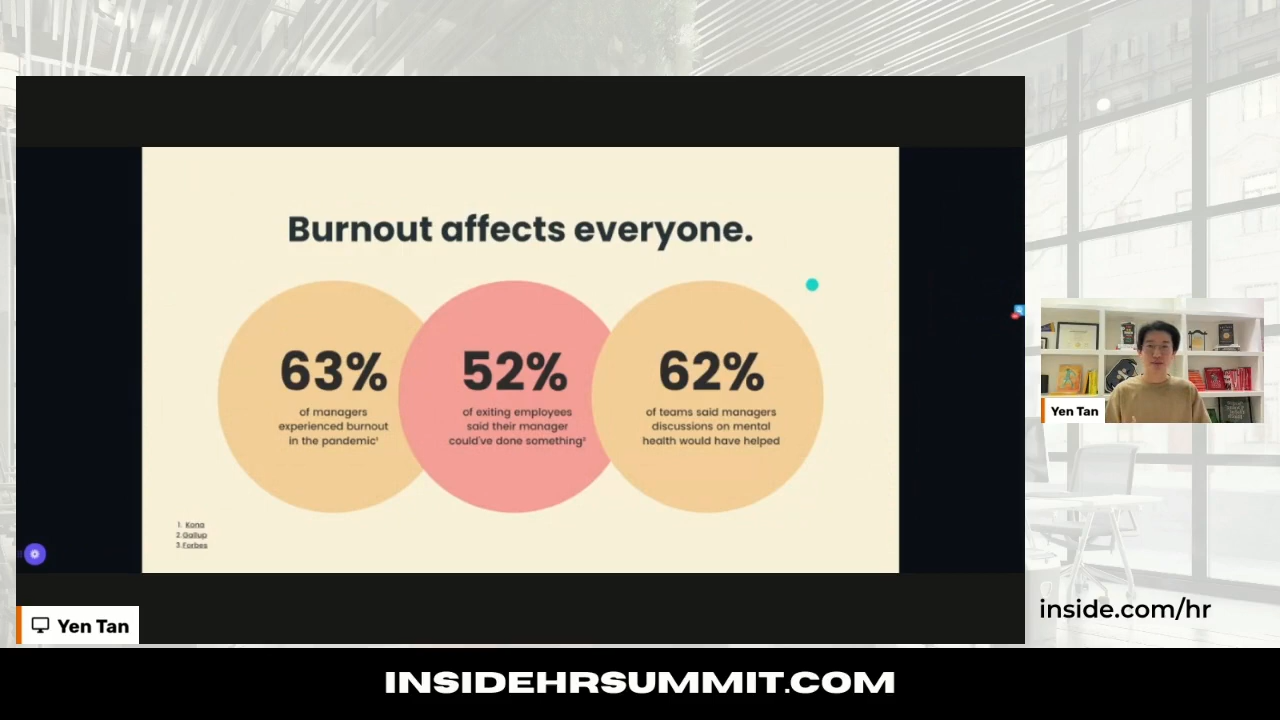 Burnout affects everyone.
63%
of managers
experienced burnout
in the pandemic¹
52%
of exiting employees
said their manager
could've done something²
62%
of teams said managers
discussions on mental
health would have helped
1. Kona
2. Gallup
3. Forbes
Yen Tan
Yen Tan
inside.com/hr
INSIDEHRSUMMIT.COM